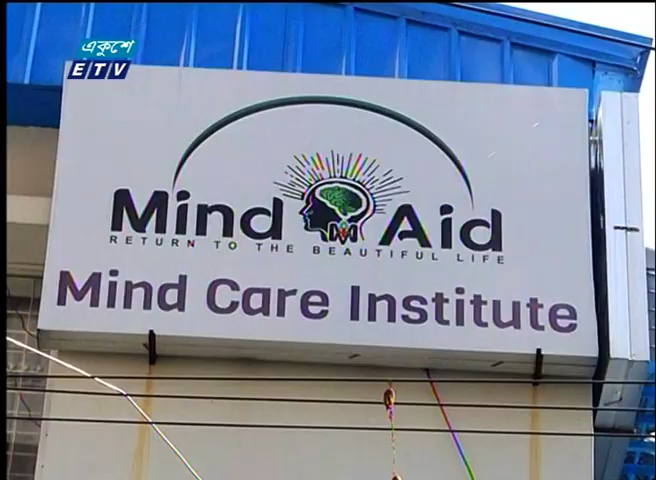 একুশে
ETV
Mind Aid
RETURN TO THE BEAUTIFUL LIFE
Mind Care Institute